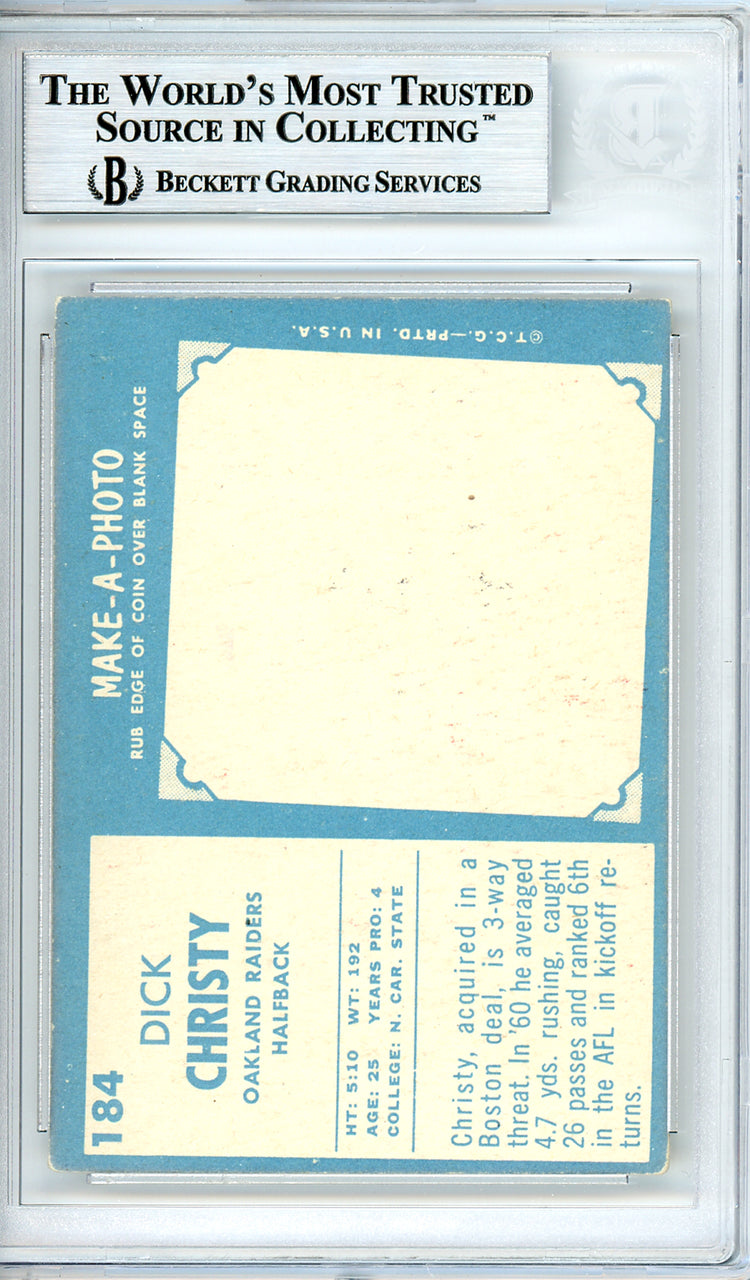 THE WORLD'S MOST TRUSTED
SOURCE IN COLLECTING™
B BECKETT GRADING SERVICES
©T.C.G.—PRTD. IN U.S.A.
MAKE-A-PHOTO
RUB EDGE OF COIN OVER BLANK SPACE
184
DICK
CHRISTY
OAKLAND RAIDERS
HALFBACK
HT: 5:10 WT: 192
AGE: 25 YEARS PRO: 4
COLLEGE: N. CAR. STATE
Christy, acquired in a
Boston deal, is 3-way
threat. In '60 he averaged
4.7 yds. rushing, caught
26 passes and ranked 6th
in the AFL in kickoff re-
turns.